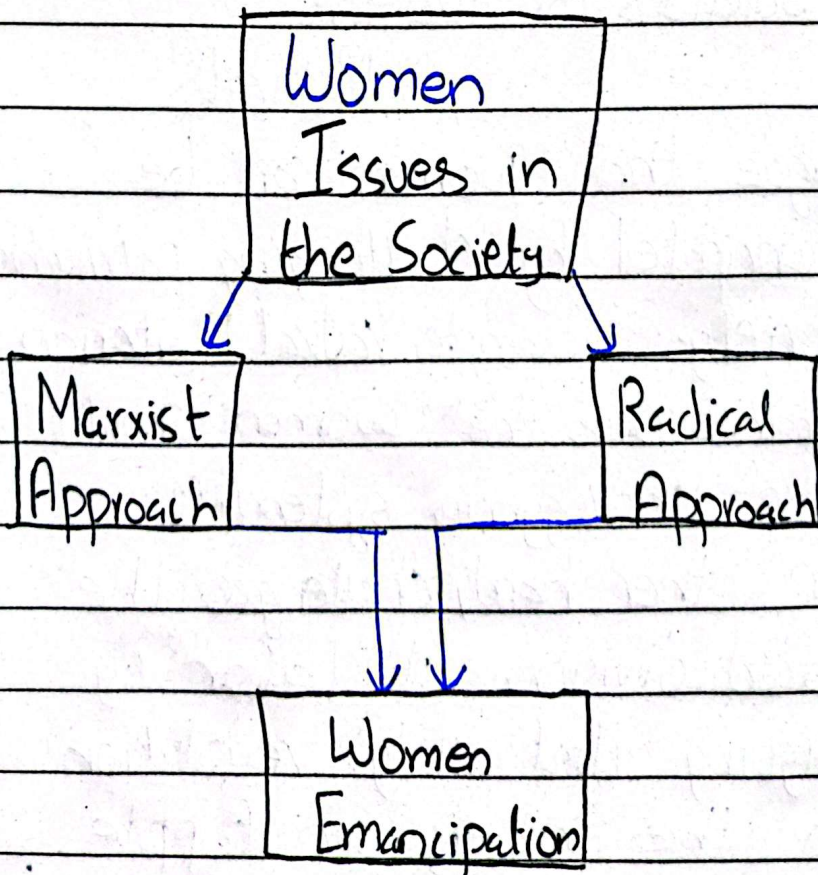 Women
Issues in
the Society
Marxist
Approach
Radical
Approach
Women
Emancipation